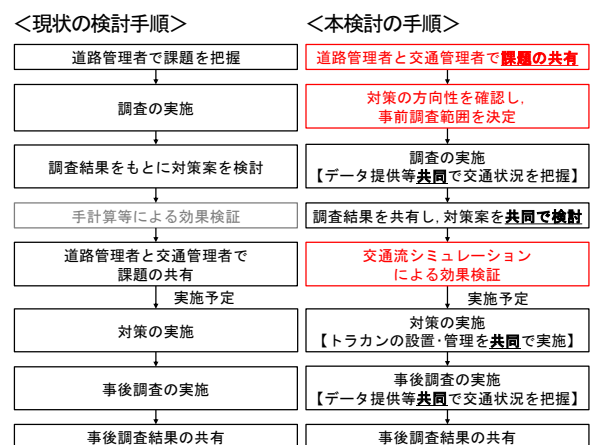 ＜現状の検討手順＞
道路管理者で課題を把握
調査の実施
調査結果をもとに対策案を検討
手計算等による効果検証
道路管理者と交通管理者で
課題の共有
実施予定
対策の実施
事後調査の実施
事後調査結果の共有
＜本検討の手順＞
道路管理者と交通管理者で課題の共有
対策の方向性を確認し,
事前調査範囲を決定
調査の実施
【データ提供等共同で交通状況を把握】
調査結果を共有し,対策案を共同で検討
交通流シミュレーション
による効果検証
実施予定
対策の実施
【トラカンの設置・管理を共同で実施】
事後調査の実施
【データ提供等共同で交通状況を把握】
事後調査結果の共有